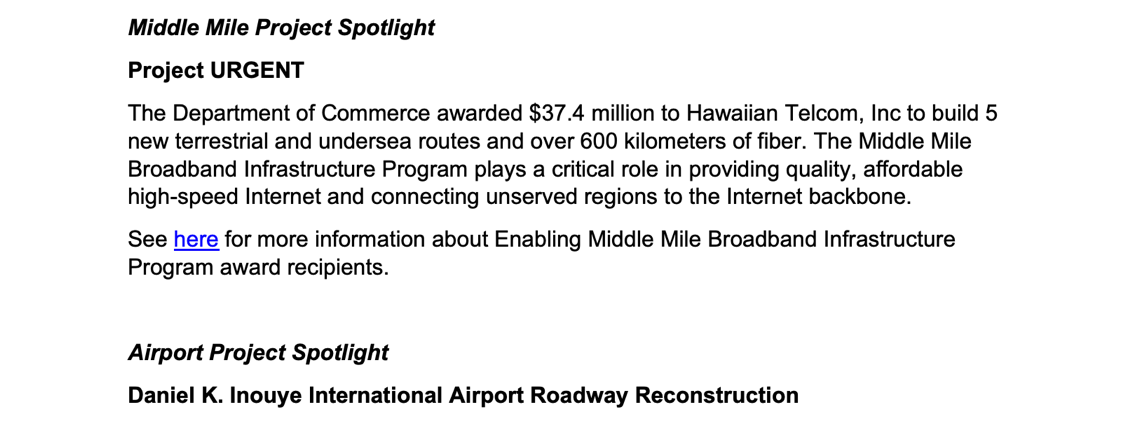 Middle Mile Project Spotlight
Project URGENT
The Department of Commerce awarded $37.4 million to Hawaiian Telcom, Inc to build 5
new terrestrial and undersea routes and over 600 kilometers of fiber. The Middle Mile
Broadband Infrastructure Program plays a critical role in providing quality, affordable
high-speed Internet and connecting unserved regions to the Internet backbone.
See here for more information about Enabling Middle Mile Broadband Infrastructure
Program award recipients.
Airport Project Spotlight
Daniel K. Inouye International Airport Roadway Reconstruction